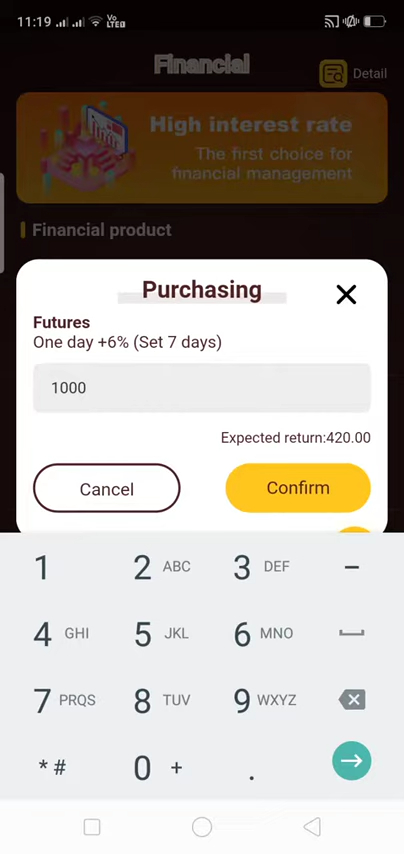 11:19
Vo
LTE
Financial
Detail
High interest rate
The first choice for
financial management
Financial product
Purchasing
Futures
One day +6% (Set 7 days)
1000
Expected return:420.00
Cancel
Confirm
1
2 ABC
3 DEF
-
4 GHI
5 JKL
6 MNO
7 PRQS
8 TUV
9 WXYZ
*#
0 +
.